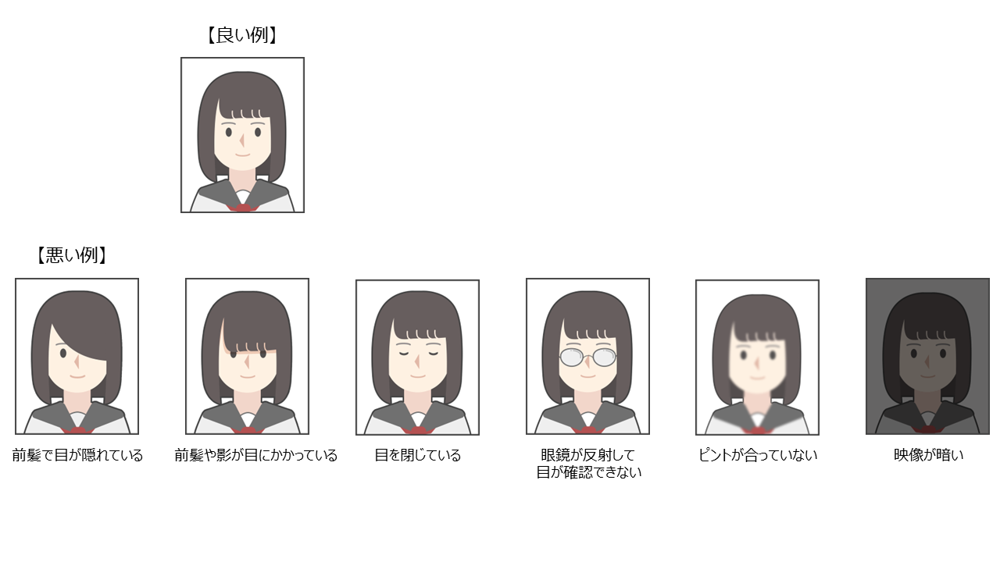 【良い例】
【悪い例】
前髪で目が隠れている
前髪や影が目にかかっている
目を閉じている
眼鏡が反射して
目が確認できない
ピントが合っていない
映像が暗い